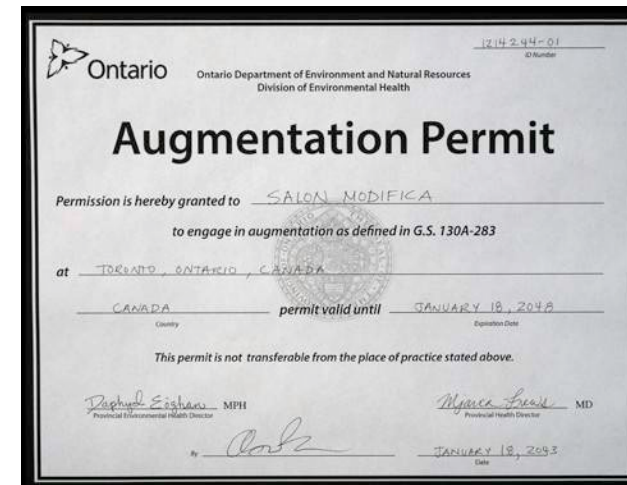 1214244-01
ID Number
Ontario
Ontario Department of Environment and Natural Resources
Division of Environmental Health
Augmentation Permit
Permission is hereby granted to SALON MODIFICA
to engage in augmentation as defined in G.S. 130A-283
at TORONTO, ONTARIO, CANADA
CANADA permit valid until JANUARY 18, 2048
Country Expiration Date
This permit is not transferable from the place of practice stated above.
MPH MD
Provincial Environmental Health Director Provincial Health Director
By JANUARY 18, 2043
Date